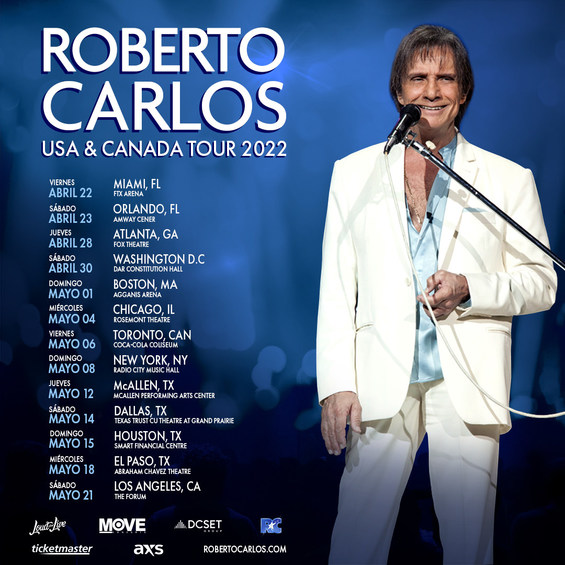 ROBERTO
CARLOS
USA & CANADA TOUR 2022
VIERNES
ABRIL 22
MIAMI, FL
FTX ARENA
SÁBADO
ABRIL 23
ORLANDO, FL
AMWAY CENER
JUEVES
ABRIL 28
ATLANTA, GA
FOX THEATRE
SÁBADO
ABRIL 30
WASHINGTON D.C
DAR CONSTITUTION HALL
DOMINGO
MAYO 01
BOSTON, MA
AGGANIS ARENA
MIÉRCOLES
MAYO 04
CHICAGO, IL
ROSEMONT THEATRE
VIERNES
MAYO 06
TORONTO, CAN
COCA-COLA COLISEUM
DOMINGO
MAYO 08
NEW YORK, NY
RADIO CITY MUSIC HALL
JUEVES
MAYO 12
McALLEN, TX
MCALLEN PERFORMING ARTS CENTER
SÁBADO
MAYO 14
DALLAS, TX
TEXAS TRUST CU THEATRE AT GRAND PRAIRIE
DOMINGO
MAYO 15
HOUSTON, TX
SMART FINANCIAL CENTRE
MIÉRCOLES
MAYO 18
EL PASO, TX
ABRAHAM CHAVEZ THEATRE
SÁBADO
MAYO 21
LOS ANGELES, CA
THE FORUM
Loud And Live
MOVE
CONCERTS
DCSET
GROUP
RC
ticketmaster
axs
ROBERTOCARLOS.COM